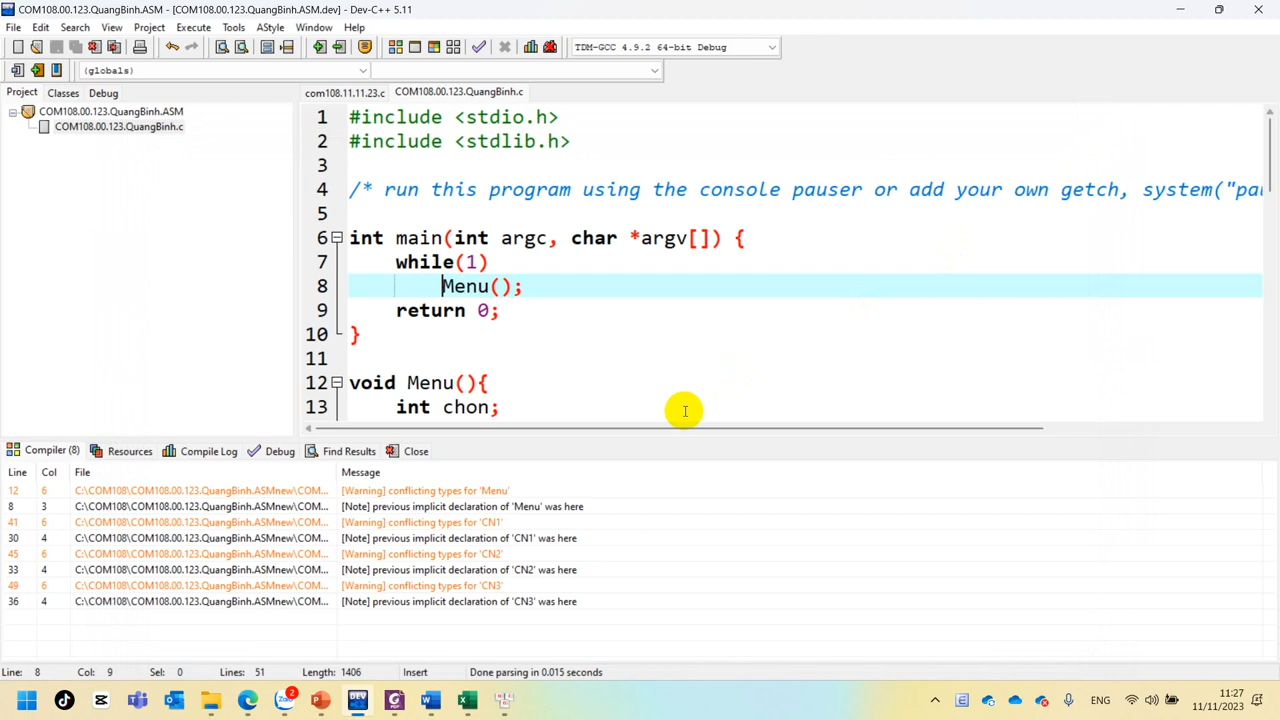 COM108.00.123.QuangBinh.ASM - [COM108.00.123.QuangBinh.ASM.dev] - Dev-C++ 5.11
File Edit Search View Project Execute Tools AStyle Window Help
TDM-GCC 4.9.2 64-bit Debug
(globals)
Project Classes Debug
com108.11.11.23.c COM108.00.123.QuangBinh.c
COM108.00.123.QuangBinh.ASM
COM108.00.123.QuangBinh.c
1 #include <stdio.h>
2 #include <stdlib.h>
3
4 /* run this program using the console pauser or add your own getch, system("pau
5
6 int main(int argc, char *argv[]) {
7 while(1)
8 Menu();
9 return 0;
10 }
11
12 void Menu(){
13 int chon;
Compiler (8) Resources Compile Log Debug Find Results Close
Line Col File Message
12 6 C:\COM108\COM108.00.123.QuangBinh.ASMnew\COM... [Warning] conflicting types for 'Menu'
8 3 C:\COM108\COM108.00.123.QuangBinh.ASMnew\COM... [Note] previous implicit declaration of 'Menu' was here
41 6 C:\COM108\COM108.00.123.QuangBinh.ASMnew\COM... [Warning] conflicting types for 'CN1'
30 4 C:\COM108\COM108.00.123.QuangBinh.ASMnew\COM... [Note] previous implicit declaration of 'CN1' was here
45 6 C:\COM108\COM108.00.123.QuangBinh.ASMnew\COM... [Warning] conflicting types for 'CN2'
33 4 C:\COM108\COM108.00.123.QuangBinh.ASMnew\COM... [Note] previous implicit declaration of 'CN2' was here
49 6 C:\COM108\COM108.00.123.QuangBinh.ASMnew\COM... [Warning] conflicting types for 'CN3'
36 4 C:\COM108\COM108.00.123.QuangBinh.ASMnew\COM... [Note] previous implicit declaration of 'CN3' was here
Line: 8 Col: 9 Sel: 0 Lines: 51 Length: 1406 Insert Done parsing in 0.015 seconds
Zalo 2 DEV ENG 11:27
11/11/2023